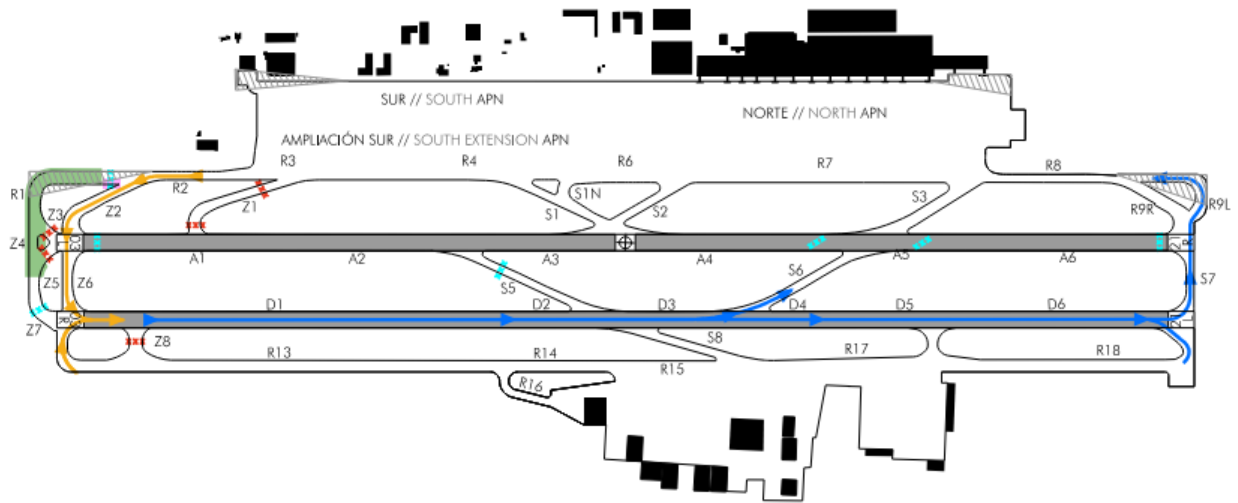 SUR // SOUTH APN
NORTE // NORTH APN
AMPLIACIÓN SUR // SOUTH EXTENSION APN
R3
R4
R6
R7
R8
R1
R2
Z1
Z2
Z3
S1N
S1
S2
S3
R9R
R9L
Z4
A1
A2
A3
A4
A5
A6
Z5
Z6
S5
S6
S7
D1
D2
D3
D4
D5
D6
Z7
Z8
S8
R13
R14
R15
R17
R18
R16